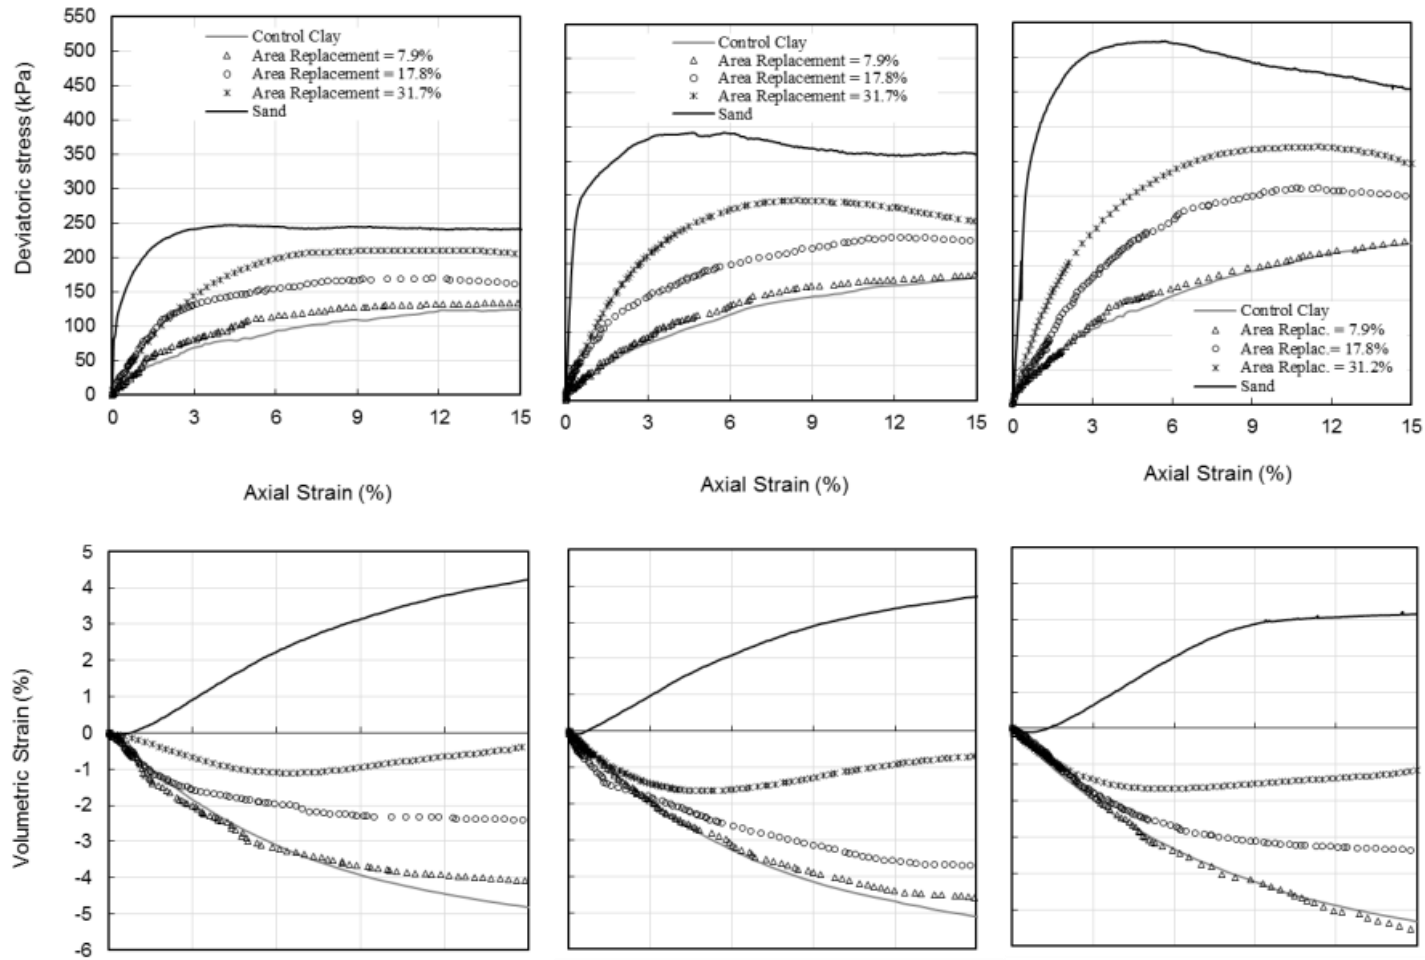 Deviatoric stress (kPa)
550
500
450
400
350
300
250
200
150
100
50
0
Control Clay
Area Replacement = 7.9%
Area Replacement = 17.8%
Area Replacement = 31.7%
Sand
0 3 6 9 12 15
Axial Strain (%)
Control Clay
Area Replacement = 7.9%
Area Replacement = 17.8%
Area Replacement = 31.7%
Sand
0 3 6 9 12 15
Axial Strain (%)
Control Clay
Area Replac. = 7.9%
Area Replac. = 17.8%
Area Replac. = 31.2%
Sand
0 3 6 9 12 15
Axial Strain (%)
Volumetric Strain (%)
5
4
3
2
1
0
-1
-2
-3
-4
-5
-6